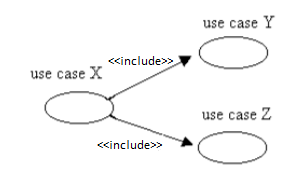 use case Y
<<include>>
use case X
use case Z
<<include>>